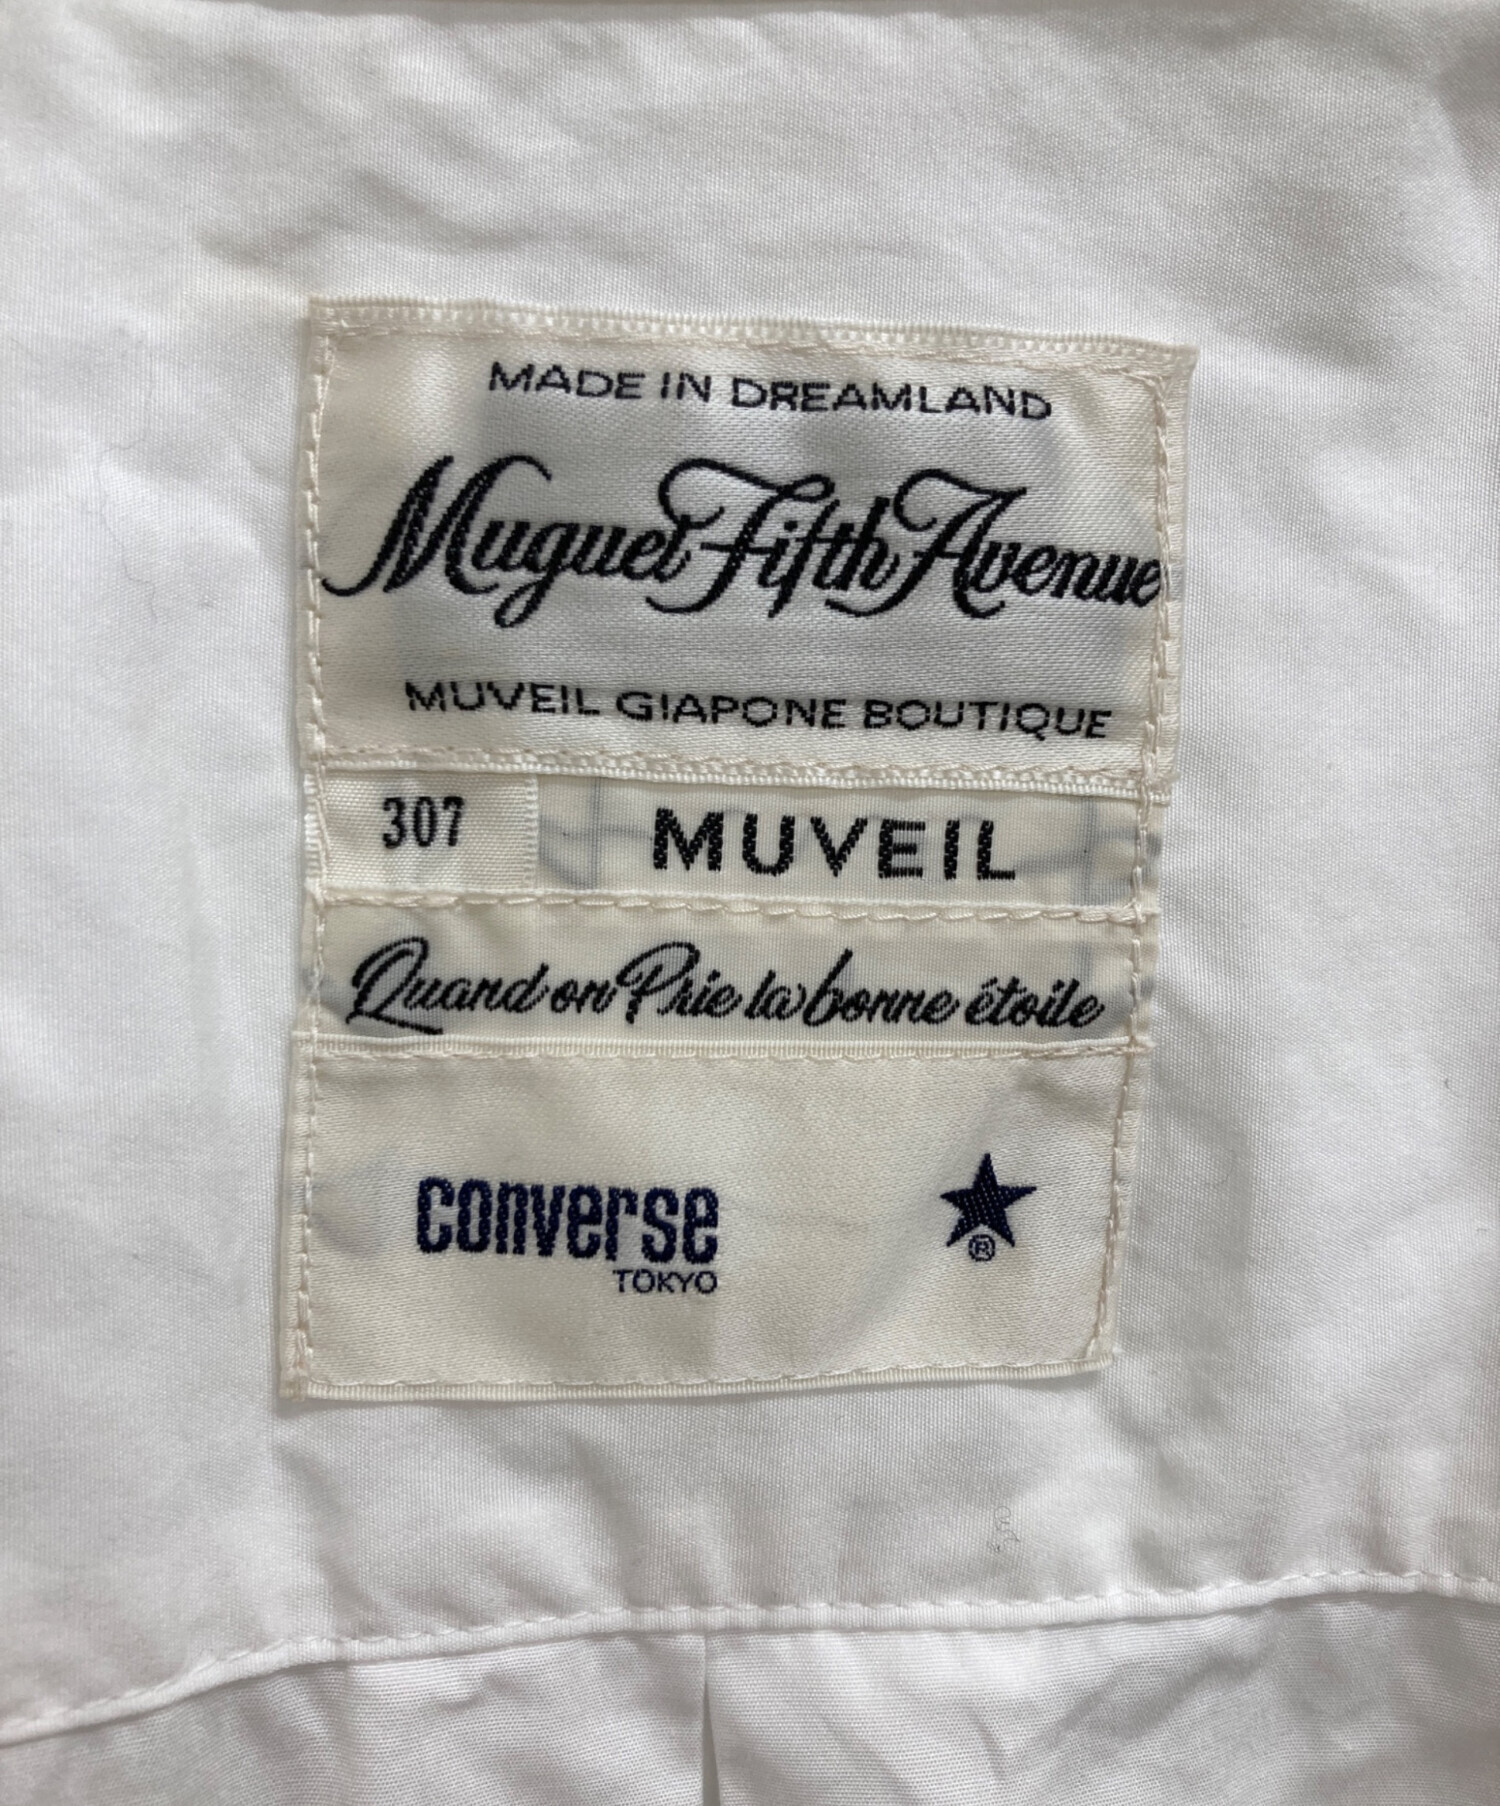 MADE IN DREAMLAND
Muguet Fifth Avenue
MUVEIL GIAPONE BOUTIQUE
307 MUVEIL
Quand on Prie la bonne étoile
converse
TOKYO
®